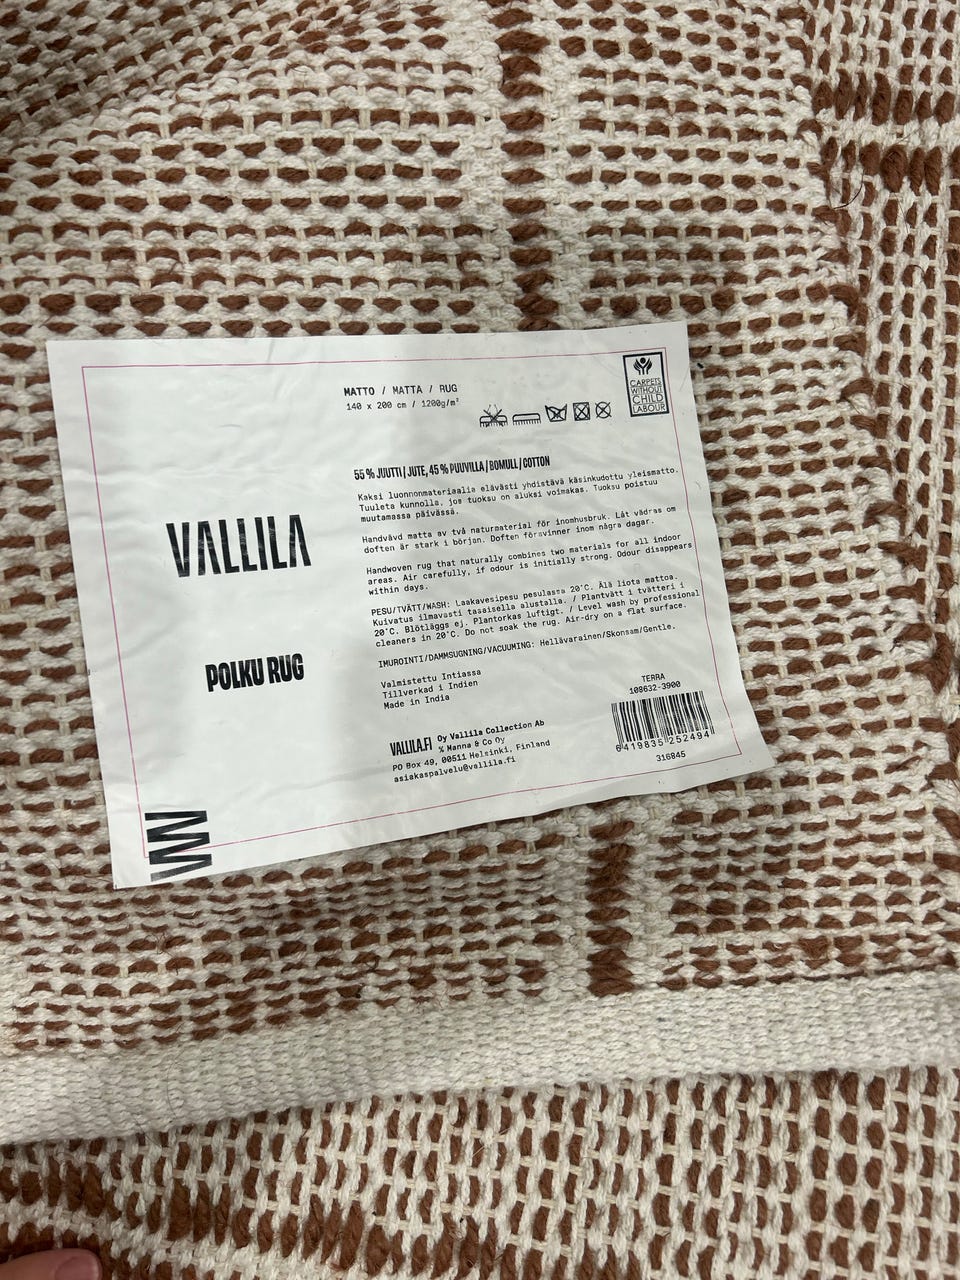 MATTO / MATTA / RUG
140 x 200 cm / 1200g/m²
CARPETS
WITHOUT
CHILD
LABOUR
55 % JUUTTI / JUTE, 45 % PUUVILLA / BOMULL / COTTON
Kaksi luonnonmateriaalia elävästi yhdistävä käsinkudottu yleismatto.
Tuuleta kunnolla, jos tuoksu on aluksi voimakas. Tuoksu poistuu
muutamassa päivässä.
Handvävd matta av två naturmaterial för inomhusbruk. Låt vädras om
doften är stark i början. Doften försvinner inom några dagar.
Handwoven rug that naturally combines two materials for all indoor
areas. Air carefully, if odour is initially strong. Odour disappears
within days.
PESU/TVÄTT/WASH: Laakavesipesu pesulassa 20°C. Älä liota mattoa.
Kuivatus ilmavasti tasaisella alustalla. / Plantvätt i tvätteri i
20°C. Blötläggs ej. Plantorkas luftigt. / Level wash by professional
cleaners in 20°C. Do not soak the rug. Air-dry on a flat surface.
IMUROINTI/DAMMSUGNING/VACUUMING: Hellävarainen/Skonsam/Gentle.
Valmistettu Intiassa
Tillverkad i Indien
Made in India
VALLILA
POLKU RUG
VALLILA.FI Oy Vallila Collection Ab
% Manna & Co Oy
PO Box 49, 00511 Helsinki, Finland
asiakaspalvelu@vallila.fi
TERRA
108632-3900
6 419835 252494
316845